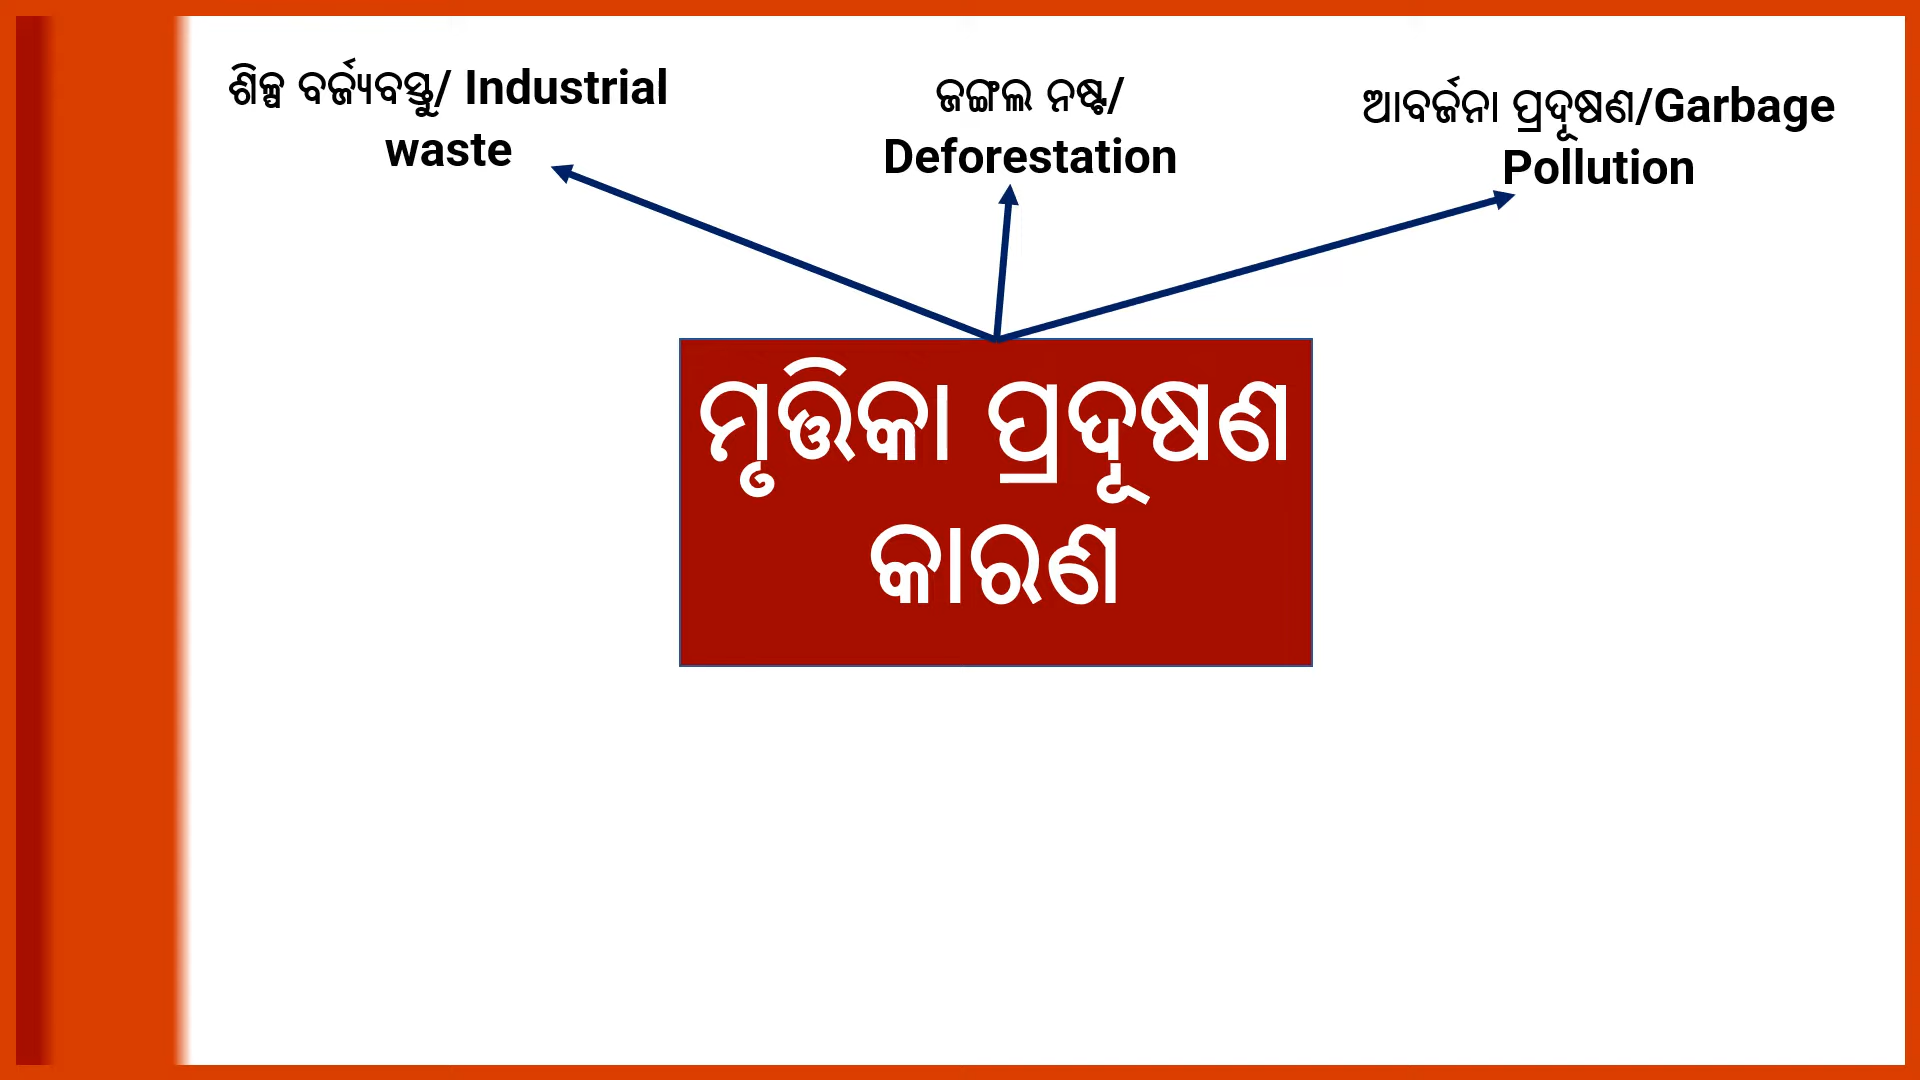 ଶିଳ୍ପ ବର୍ଜ୍ୟବସ୍ତୁ/ Industrial
waste
ଜଙ୍ଗଲ ନଷ୍ଟ/
Deforestation
ଆବର୍ଜନା ପ୍ରଦୂଷଣ/Garbage
Pollution
ମୃତ୍ତିକା ପ୍ରଦୂଷଣ
କାରଣ